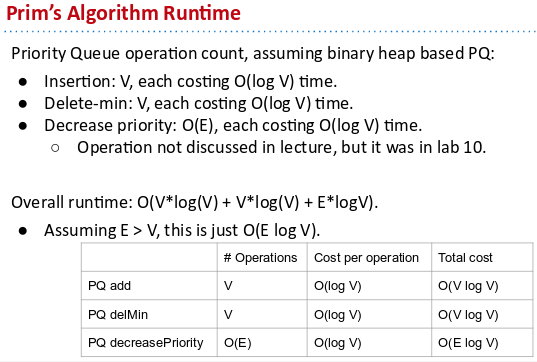 Prim's Algorithm Runtime
Priority Queue operation count, assuming binary heap based PQ:
● Insertion: V, each costing O(log V) time.
● Delete-min: V, each costing O(log V) time.
● Decrease priority: O(E), each costing O(log V) time.
○ Operation not discussed in lecture, but it was in lab 10.
Overall runtime: O(V*log(V) + V*log(V) + E*logV).
● Assuming E > V, this is just O(E log V).
# Operations Cost per operation Total cost
PQ add V O(log V) O(V log V)
PQ delMin V O(log V) O(V log V)
PQ decreasePriority O(E) O(log V) O(E log V)